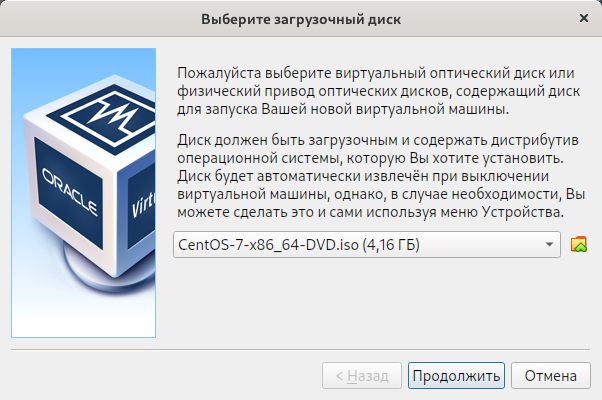 Выберите загрузочный диск
Пожалуйста выберите виртуальный оптический диск или
физический привод оптических дисков, содержащий диск
для запуска Вашей новой виртуальной машины.
Диск должен быть загрузочным и содержать дистрибутив
операционной системы, которую Вы хотите установить.
Диск будет автоматически извлечён при выключении
виртуальной машины, однако, в случае необходимости, Вы
можете сделать это и сами используя меню Устройства.
ORACLE
CentOS-7-x86_64-DVD.iso (4,16 ГБ)
< Назад
Продолжить
Отмена